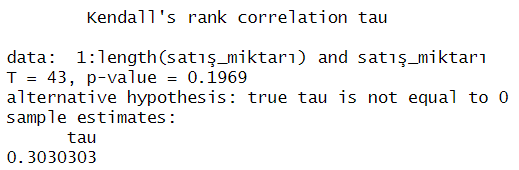 Kendall's rank correlation tau
data:  1:length(satış_miktarı) and satış_miktarı
T = 43, p-value = 0.1969
alternative hypothesis: true tau is not equal to 0
sample estimates:
tau
0.3030303